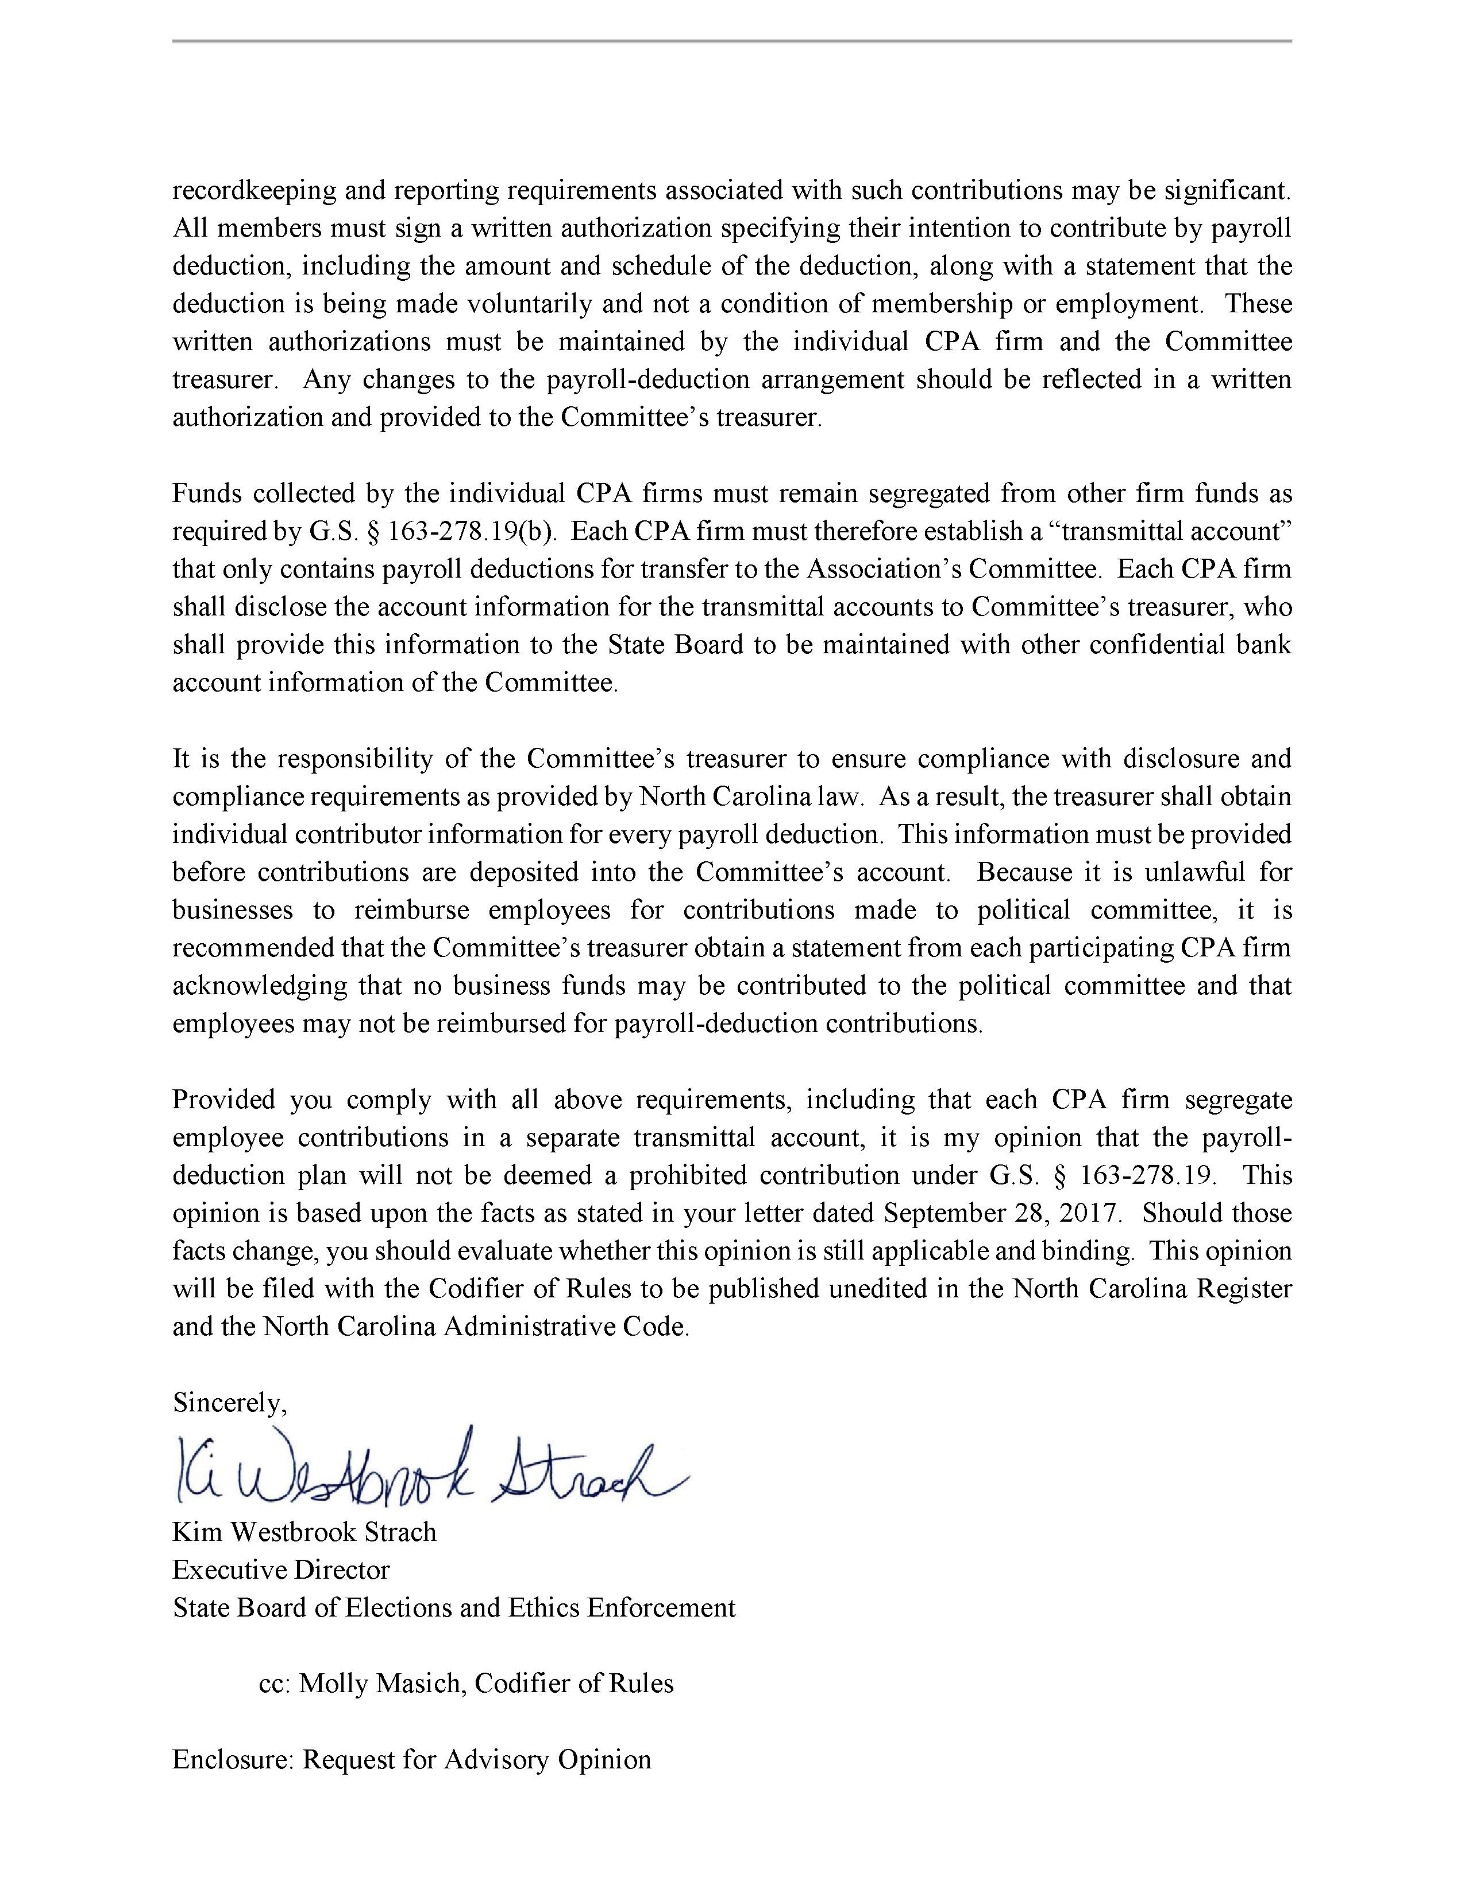 recordkeeping and reporting requirements associated with such contributions may be significant.
All members must sign a written authorization specifying their intention to contribute by payroll
deduction, including the amount and schedule of the deduction, along with a statement that the
deduction is being made voluntarily and not a condition of membership or employment. These
written authorizations must be maintained by the individual CPA firm and the Committee
treasurer. Any changes to the payroll-deduction arrangement should be reflected in a written
authorization and provided to the Committee’s treasurer.
Funds collected by the individual CPA firms must remain segregated from other firm funds as
required by G.S. § 163-278.19(b). Each CPA firm must therefore establish a “transmittal account”
that only contains payroll deductions for transfer to the Association’s Committee. Each CPA firm
shall disclose the account information for the transmittal accounts to Committee’s treasurer, who
shall provide this information to the State Board to be maintained with other confidential bank
account information of the Committee.
It is the responsibility of the Committee’s treasurer to ensure compliance with disclosure and
compliance requirements as provided by North Carolina law. As a result, the treasurer shall obtain
individual contributor information for every payroll deduction. This information must be provided
before contributions are deposited into the Committee’s account. Because it is unlawful for
businesses to reimburse employees for contributions made to political committee, it is
recommended that the Committee’s treasurer obtain a statement from each participating CPA firm
acknowledging that no business funds may be contributed to the political committee and that
employees may not be reimbursed for payroll-deduction contributions.
Provided you comply with all above requirements, including that each CPA firm segregate
employee contributions in a separate transmittal account, it is my opinion that the payroll-
deduction plan will not be deemed a prohibited contribution under G.S. § 163-278.19. This
opinion is based upon the facts as stated in your letter dated September 28, 2017. Should those
facts change, you should evaluate whether this opinion is still applicable and binding. This opinion
will be filed with the Codifier of Rules to be published unedited in the North Carolina Register
and the North Carolina Administrative Code.
Sincerely,
Ki Westbrook Strach
Kim Westbrook Strach
Executive Director
State Board of Elections and Ethics Enforcement
cc: Molly Masich, Codifier of Rules
Enclosure: Request for Advisory Opinion